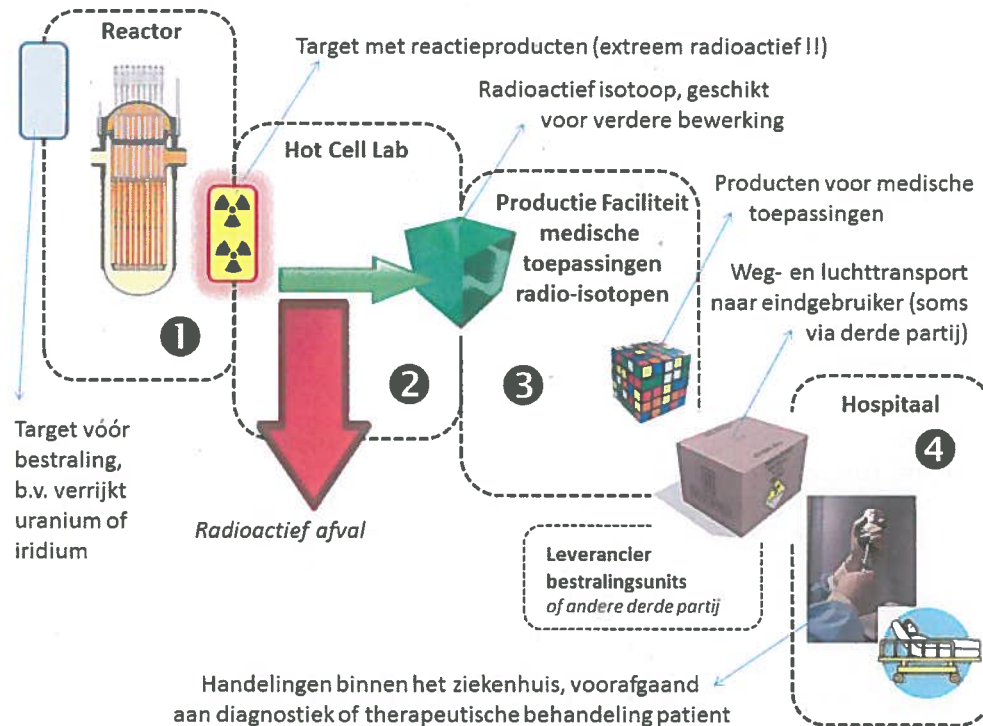 Reactor
Target met reactieproducten (extreem radioactief !!)
Radioactief isotoop, geschikt
voor verdere bewerking
Hot Cell Lab
Productie Faciliteit
medische
toepassingen
radio-isotopen
Producten voor medische
toepassingen
Weg- en luchttransport
naar eindgebruiker (soms
via derde partij)
1
2
3
Hospitaal
4
Target vóór
bestraling,
b.v. verrijkt
uranium of
iridium
Radioactief afval
Leverancier
bestralingsunits
of andere derde partij
Handelingen binnen het ziekenhuis, voorafgaand
aan diagnostiek of therapeutische behandeling patient